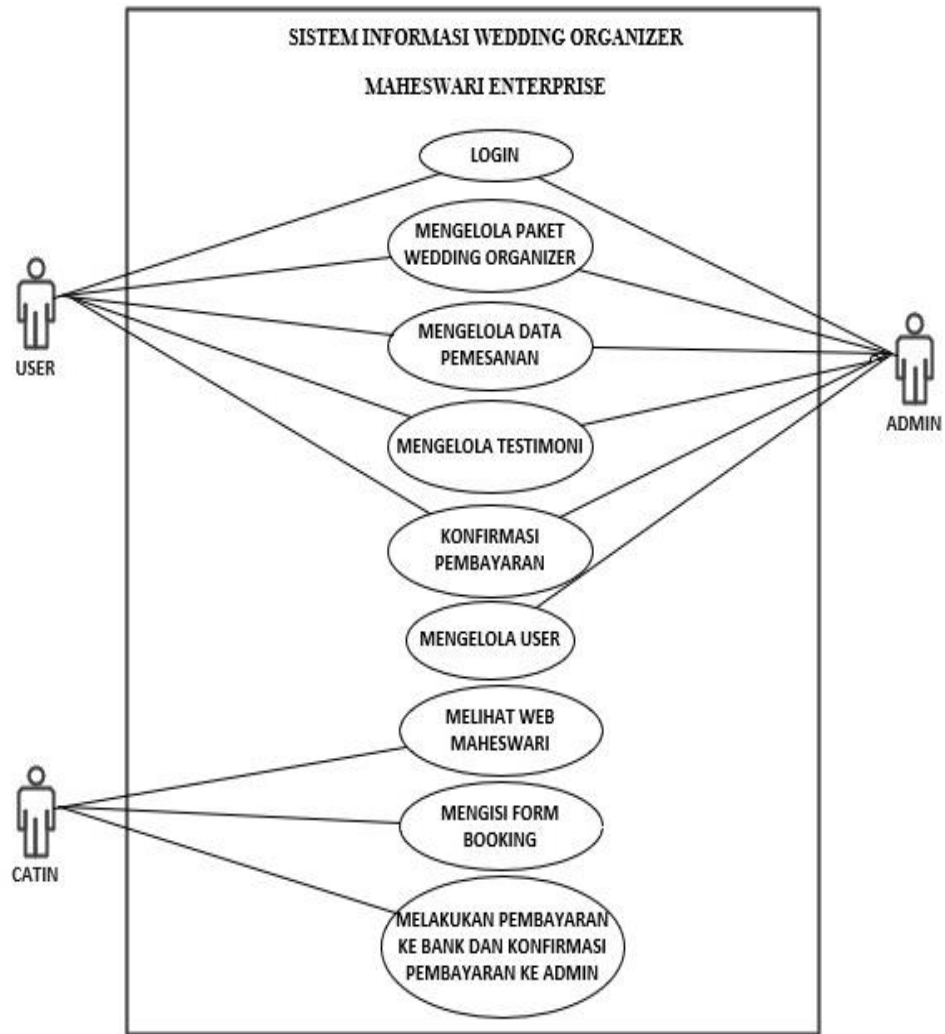 SISTEM INFORMASI WEDDING ORGANIZER
MAHESWARI ENTERPRISE
LOGIN
MENGELOLA PAKET
WEDDING ORGANIZER
MENGELOLA DATA
PEMESANAN
USER
ADMIN
MENGELOLA TESTIMONI
KONFIRMASI
PEMBAYARAN
MENGELOLA USER
MELIHAT WEB
MAHESWARI
MENGISI FORM
BOOKING
CATIN
MELAKUKAN PEMBAYARAN
KE BANK DAN KONFIRMASI
PEMBAYARAN KE ADMIN